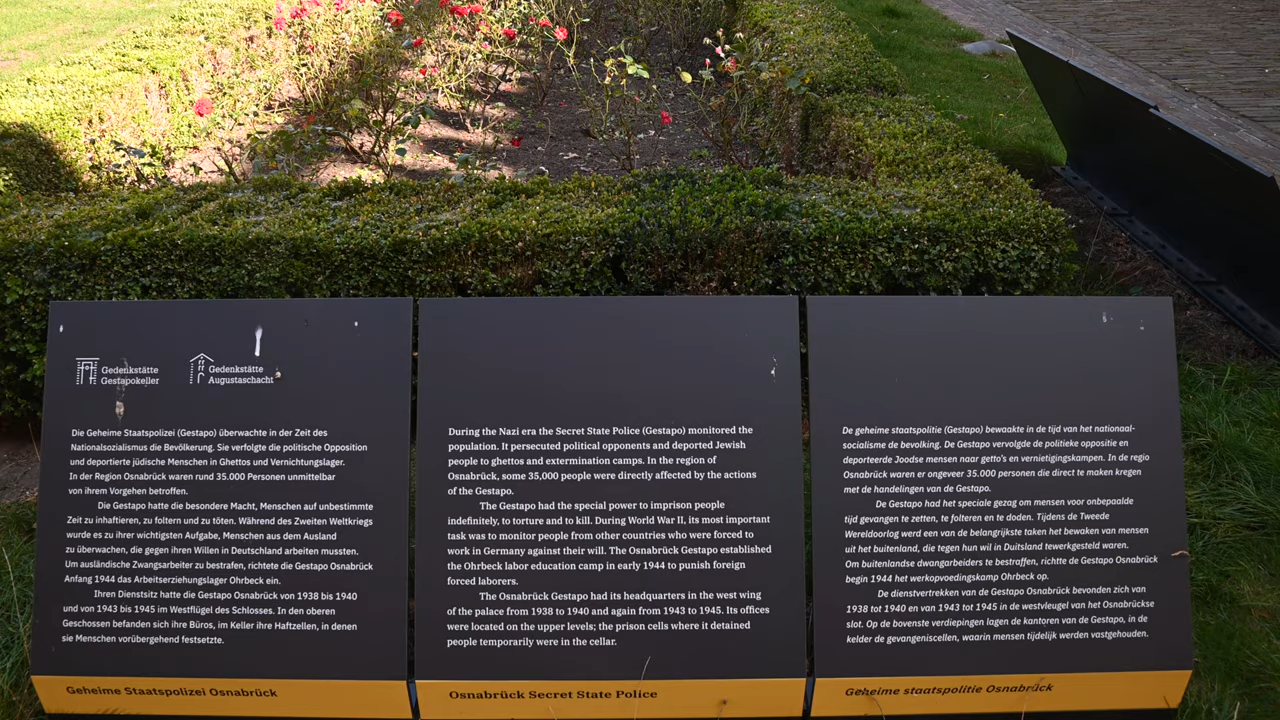 Gedenkstätte
Gestapokeller
Gedenkstätte
Augustaschacht
Die Geheime Staatspolizei (Gestapo) überwachte in der Zeit des
Nationalsozialismus die Bevölkerung. Sie verfolgte die politische Opposition
und deportierte jüdische Menschen in Ghettos und Vernichtungslager.
In der Region Osnabrück waren rund 35.000 Personen unmittelbar
von ihrem Vorgehen betroffen.
Die Gestapo hatte die besondere Macht, Menschen auf unbestimmte
Zeit zu inhaftieren, zu foltern und zu töten. Während des Zweiten Weltkriegs
wurde es zu ihrer wichtigsten Aufgabe, Menschen aus dem Ausland
zu überwachen, die gegen ihren Willen in Deutschland arbeiten mussten.
Um ausländische Zwangsarbeiter zu bestrafen, richtete die Gestapo Osnabrück
Anfang 1944 das Arbeitserziehungslager Ohrbeck ein.
Ihren Dienstsitz hatte die Gestapo Osnabrück von 1938 bis 1940
und von 1943 bis 1945 im Westflügel des Schlosses. In den oberen
Geschossen befanden sich ihre Büros, im Keller ihre Haftzellen, in denen
sie Menschen vorübergehend festsetzte.
Geheime Staatspolizei Osnabrück
During the Nazi era the Secret State Police (Gestapo) monitored the
population. It persecuted political opponents and deported Jewish
people to ghettos and extermination camps. In the region of
Osnabrück, some 35,000 people were directly affected by the actions
of the Gestapo.
The Gestapo had the special power to imprison people
indefinitely, to torture and to kill. During World War II, its most important
task was to monitor people from other countries who were forced to
work in Germany against their will. The Osnabrück Gestapo established
the Ohrbeck labor education camp in early 1944 to punish foreign
forced laborers.
The Osnabrück Gestapo had its headquarters in the west wing
of the palace from 1938 to 1940 and again from 1943 to 1945. Its offices
were located on the upper levels; the prison cells where it detained
people temporarily were in the cellar.
Osnabrück Secret State Police
De geheime staatspolitie (Gestapo) bewaakte in de tijd van het nationaal-
socialisme de bevolking. De Gestapo vervolgde de politieke oppositie en
deporteerde Joodse mensen naar getto's en vernietigingskampen. In de regio
Osnabrück waren er ongeveer 35.000 personen die direct te maken kregen
met de handelingen van de Gestapo.
De Gestapo had het speciale gezag om mensen voor onbepaalde
tijd gevangen te zetten, te folteren en te doden. Tijdens de Tweede
Wereldoorlog werd een van de belangrijkste taken het bewaken van mensen
uit het buitenland, die tegen hun wil in Duitsland tewerkgesteld waren.
Om buitenlandse dwangarbeiders te bestraffen, richtte de Gestapo Osnabrück
begin 1944 het werkopvoedingskamp Ohrbeck op.
De dienstvertrekken van de Gestapo Osnabrück bevonden zich van
1938 tot 1940 en van 1943 tot 1945 in de westvleugel van het Osnabrückse
slot. Op de bovenste verdiepingen lagen de kantoren van de Gestapo, in de
kelder de gevangeniscellen, waarin mensen tijdelijk werden vastgehouden.
Geheime staatspolitie Osnabrück